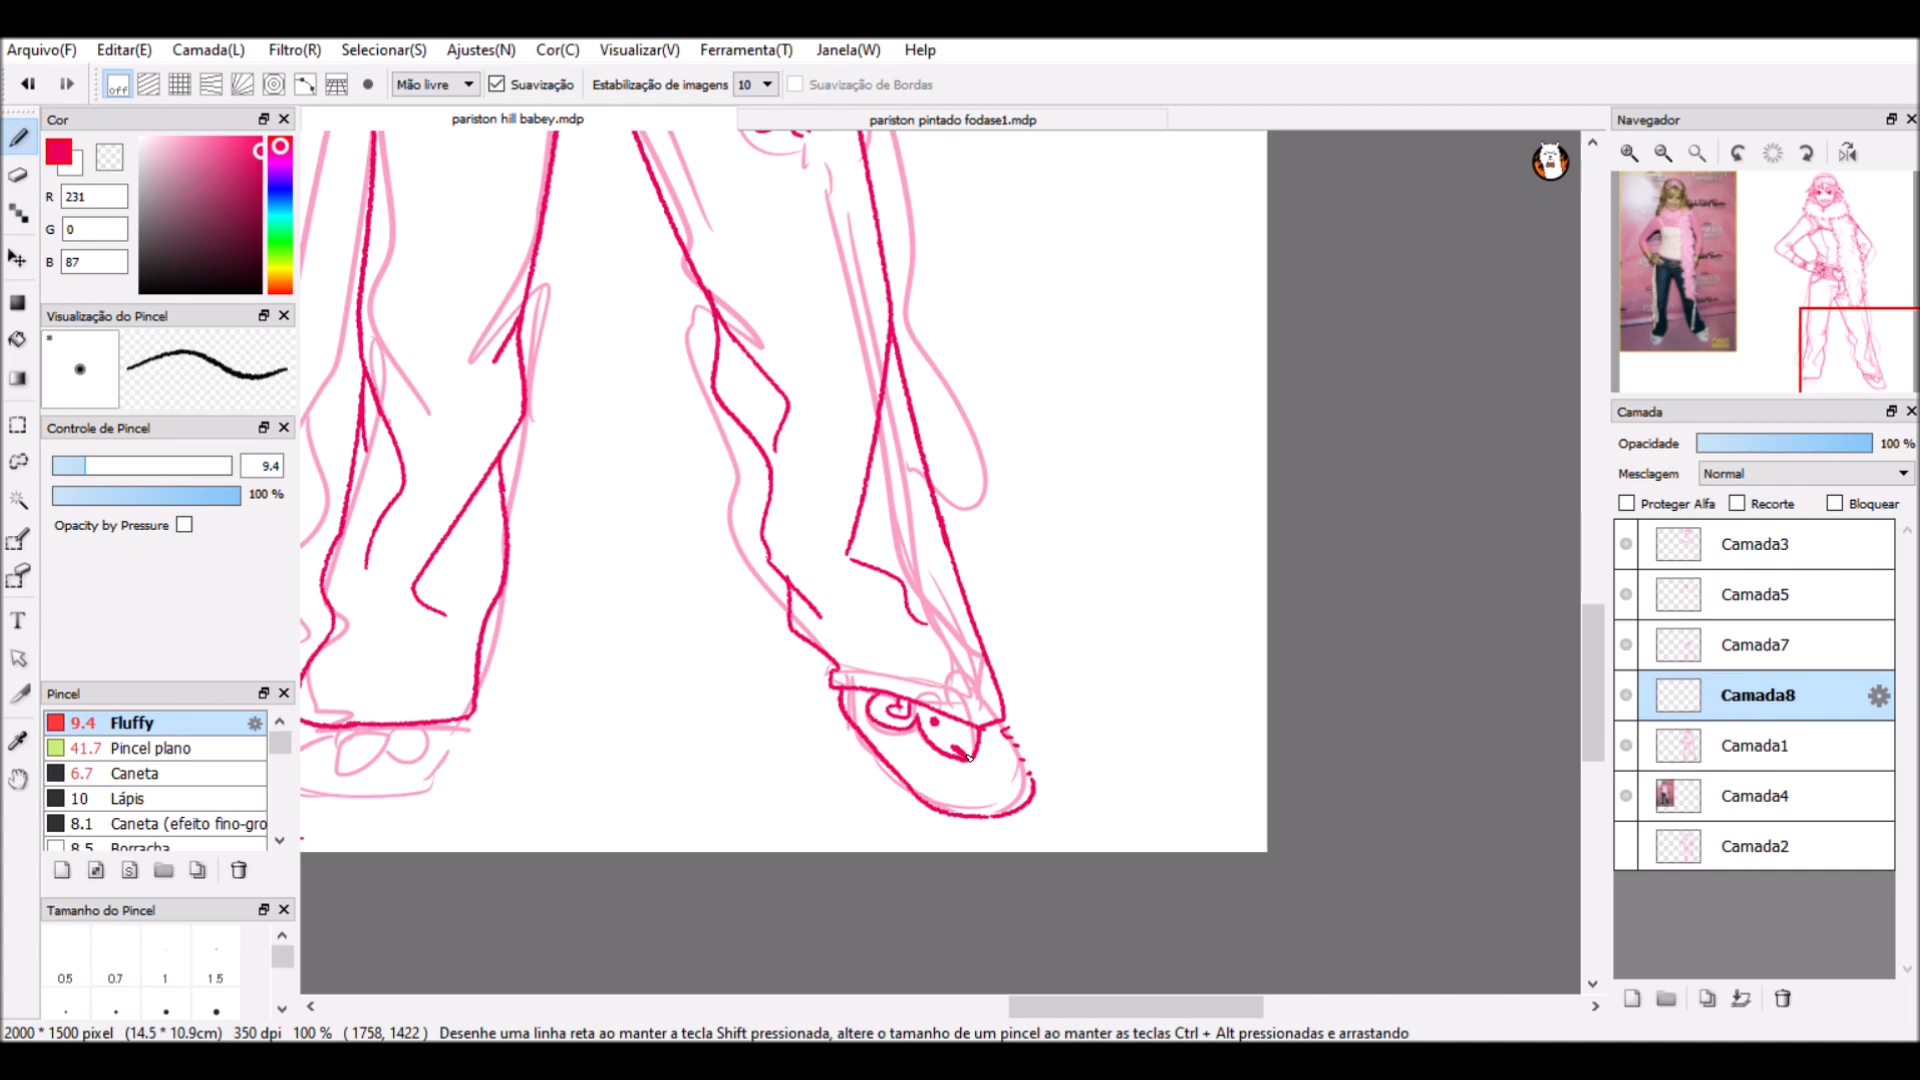 Arquivo(F) Editar(E) Camada(L) Filtro(R) Selecionar(S) Ajustes(N) Cor(C) Visualizar(V) Ferramenta(T) Janela(W) Help
off Mão livre Suavização Estabilização de imagens 10 Suavização de Bordas
Cor
pariston hill babey.mdp
pariston pintado fodase1.mdp
R 231
G 0
B 87
Visualização do Pincel
*
Controle de Pincel
9.4
100 %
Opacity by Pressure
Pincel
9.4 Fluffy
41.7 Pincel plano
6.7 Caneta
10 Lápis
8.1 Caneta (efeito fino-gro
8.5 Borracha
Tamanho do Pincel
0.5 0.7 1 1.5
Navegador
Camada
Opacidade 100 %
Mesclagem Normal
Proteger Alfa Recorte Bloquear
Camada3
Camada5
Camada7
Camada8
Camada1
Camada4
Camada2
2000 * 1500 pixel (14.5 * 10.9cm) 350 dpi 100 % ( 1758, 1422 ) Desenhe uma linha reta ao manter a tecla Shift pressionada, altere o tamanho de um pincel ao manter as teclas Ctrl + Alt pressionadas e arrastando